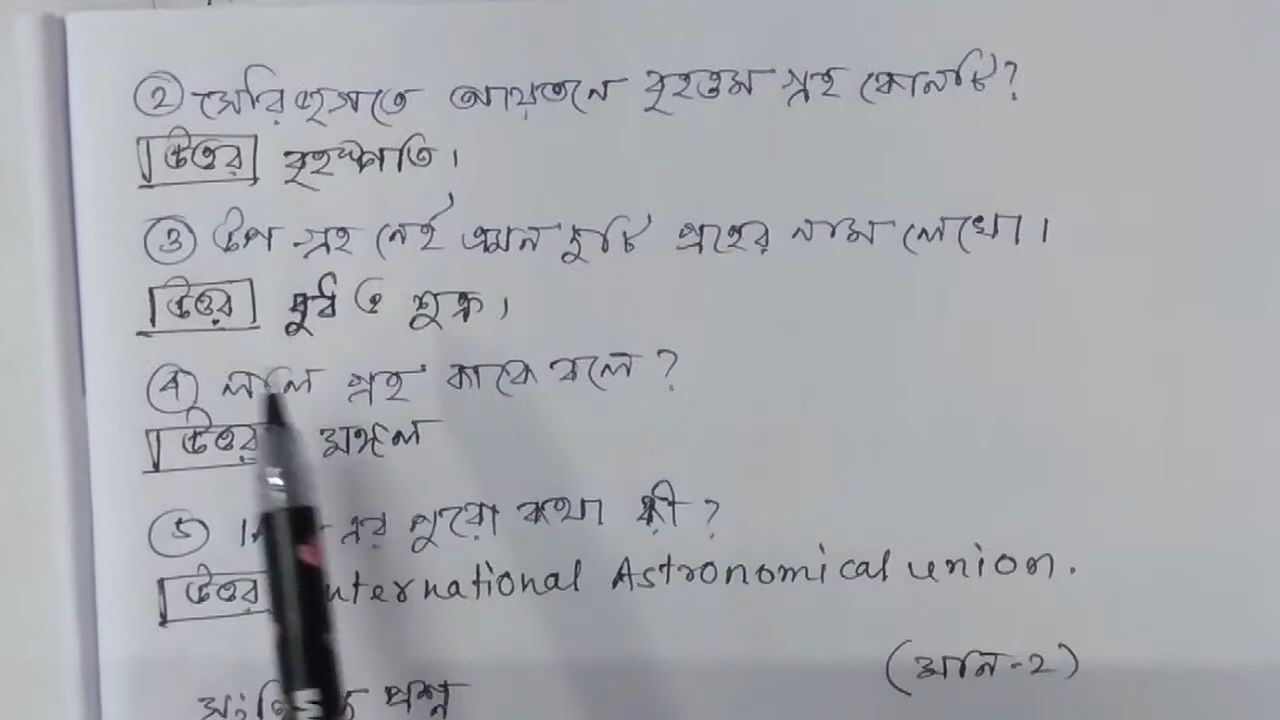 ② সৌরজগতে আয়তনে বৃহত্তম গ্রহ কোনটি?
উত্তর বৃহস্পতি।
③ উপগ্রহ নেই এমন দুটি গ্রহের নাম লেখো।
উত্তর বুধ ও শুক্র।
④ লাল গ্রহ কাকে বলে?
উত্তর মঙ্গল
⑤ -এর পুরো কথা কী?
উত্তর International Astronomical union.
(মান-2)
প্রশ্ন